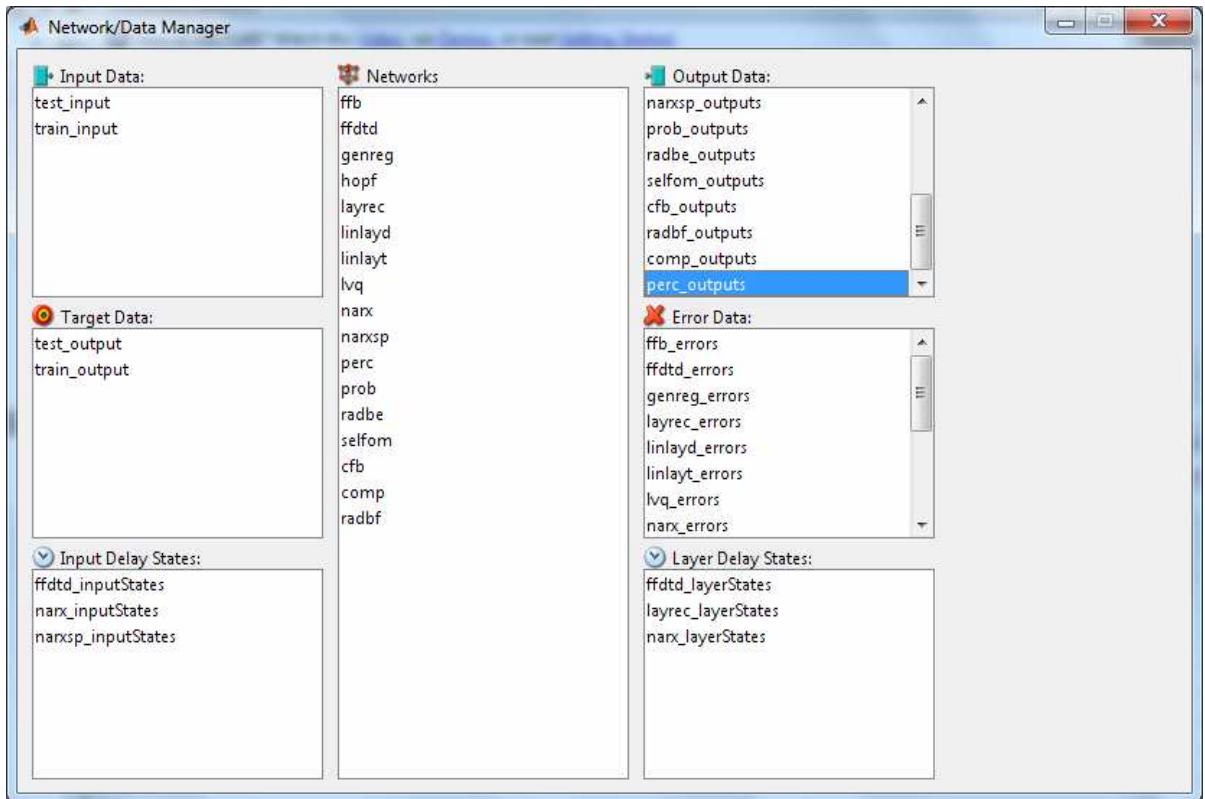 Network/Data Manager
Input Data:
test_input
train_input
Networks
ffb
ffdtd
genreg
hopf
layrec
linlayd
linlayt
lvq
narx
narxsp
perc
prob
radbe
selfom
cfb
comp
radbf
Output Data:
narxsp_outputs
prob_outputs
radbe_outputs
selfom_outputs
cfb_outputs
radbf_outputs
comp_outputs
perc_outputs
Target Data:
test_output
train_output
Error Data:
ffb_errors
ffdtd_errors
genreg_errors
layrec_errors
linlayd_errors
linlayt_errors
lvq_errors
narx_errors
Input Delay States:
ffdtd_inputStates
narx_inputStates
narxsp_inputStates
Layer Delay States:
ffdtd_layerStates
layrec_layerStates
narx_layerStates